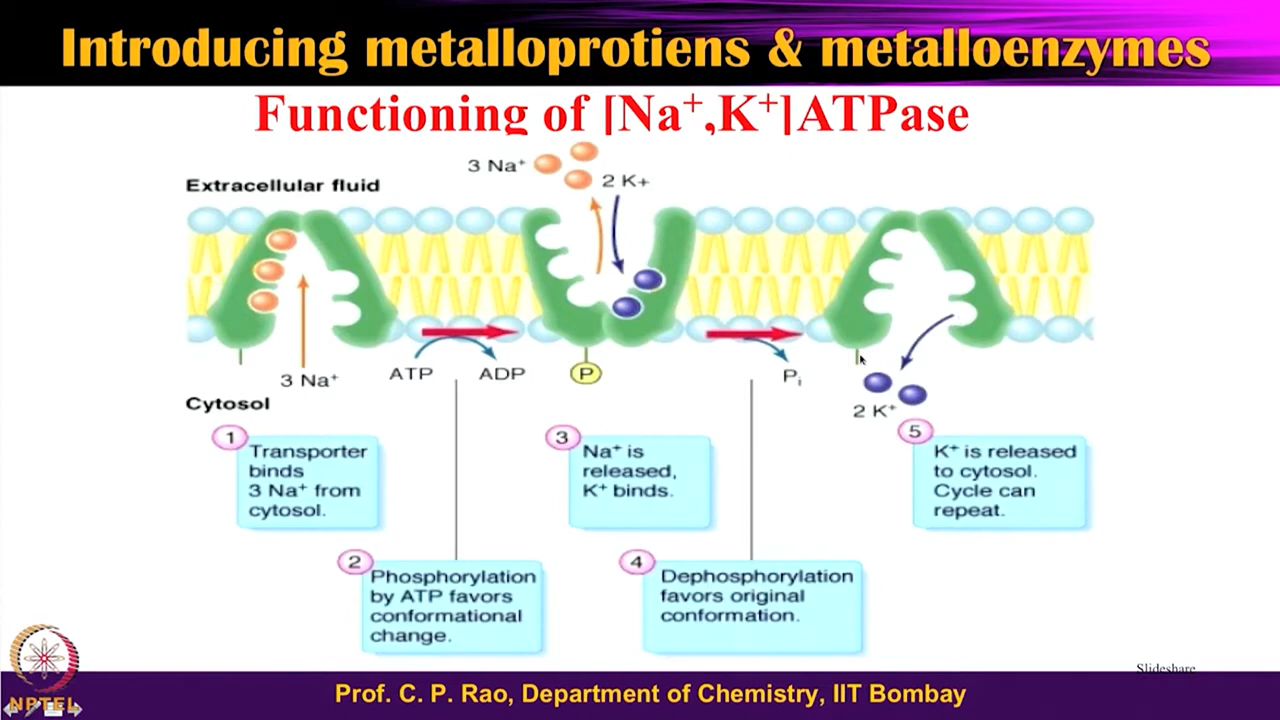 Introducing metalloprotiens & metalloenzymes
Functioning of [Na⁺,K⁺]ATPase
3 Na⁺
2 K+
Extracellular fluid
3 Na⁺
ATP
ADP
P
Pᵢ
2 K⁺
Cytosol
1
Transporter
binds
3 Na⁺ from
cytosol.
2
Phosphorylation
by ATP favors
conformational
change.
3
Na⁺ is
released,
K⁺ binds.
4
Dephosphorylation
favors original
conformation.
5
K⁺ is released
to cytosol.
Cycle can
repeat.
Slideshare
NPTEL
Prof. C. P. Rao, Department of Chemistry, IIT Bombay